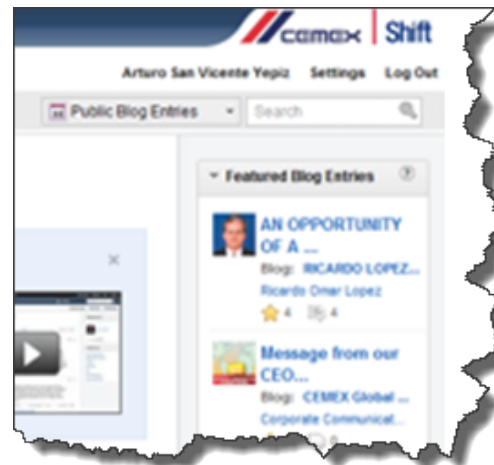 CEMEX | Shift
Arturo San Vicente Yepiz Settings Log Out
Public Blog Entries Search
Featured Blog Entries ?
AN OPPORTUNITY
OF A ...
Blog: RICARDO LOPEZ...
Ricardo Omar Lopez
4 4
Message from our
CEO...
Blog: CEMEX Global ...
Corporate Communicat...